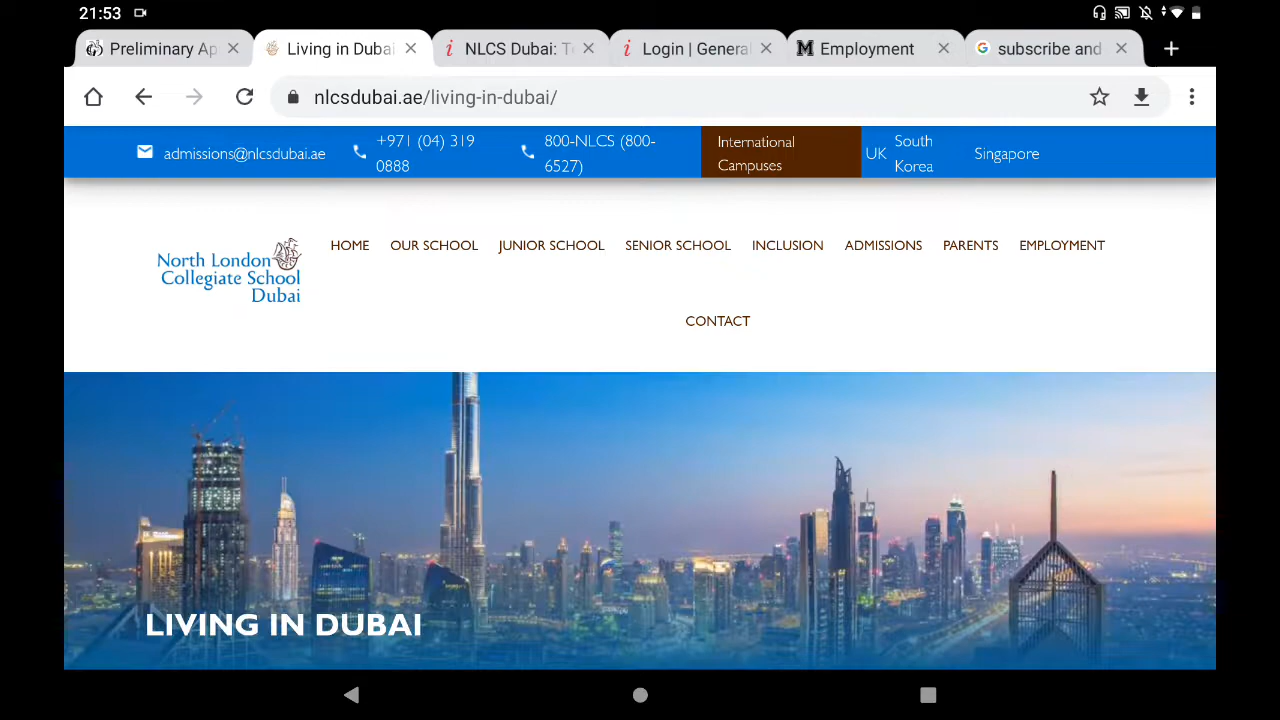 21:53
Preliminary Ap
Living in Dubai
NLCS Dubai: Te
Login | General
M Employment
G subscribe and
nlcsdubai.ae/living-in-dubai/
admissions@nlcsdubai.ae
+971 (04) 319
0888
800-NLCS (800-
6527)
International
Campuses
UK
South
Korea
Singapore
North London
Collegiate School
Dubai
HOME OUR SCHOOL JUNIOR SCHOOL SENIOR SCHOOL INCLUSION ADMISSIONS PARENTS EMPLOYMENT
CONTACT
LIVING IN DUBAI